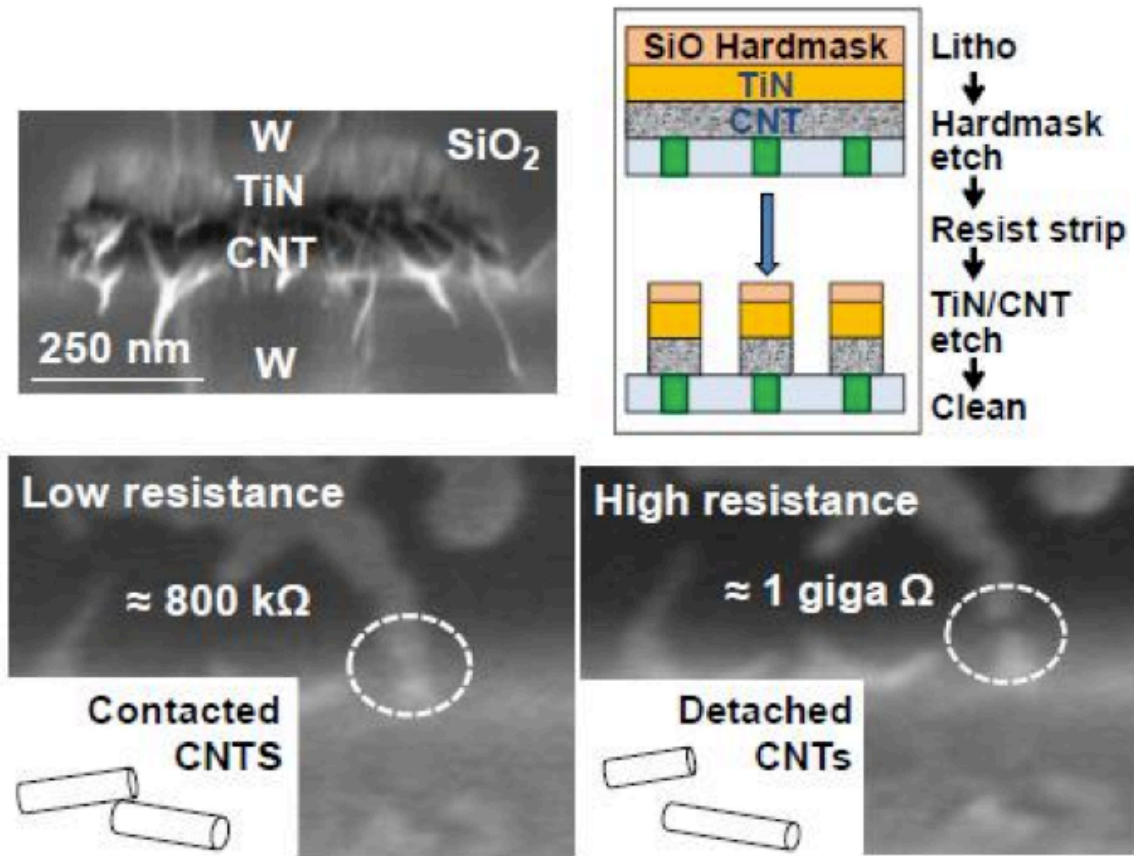 W
SiO₂
TiN
CNT
250 nm
W
SiO Hardmask
TiN
CNT
Litho
Hardmask
etch
Resist strip
TiN/CNT
etch
Clean
Low resistance
≈ 800 kΩ
Contacted
CNTS
High resistance
≈ 1 giga Ω
Detached
CNTs